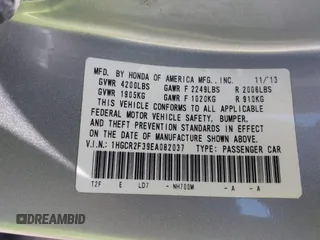 MFD. BY HONDA OF AMERICA MFG., INC. 11/13
GVWR 4200LBS GAWR F 2249LBS R 2006LBS
GVWR 1905KG GAWR F 1020KG R 910KG
THIS VEHICLE CONFORMS TO ALL APPLICABLE
FEDERAL MOTOR VEHICLE SAFETY, BUMPER,
AND THEFT PREVENTION STANDARDS IN EFFECT
ON THE DATE OF MANUFACTURE SHOWN ABOVE.
V.I.N.: 1HGCR2F39EA082037 TYPE: PASSENGER CAR
T2F E LD7 - NH700M - A - A
DREAMBID